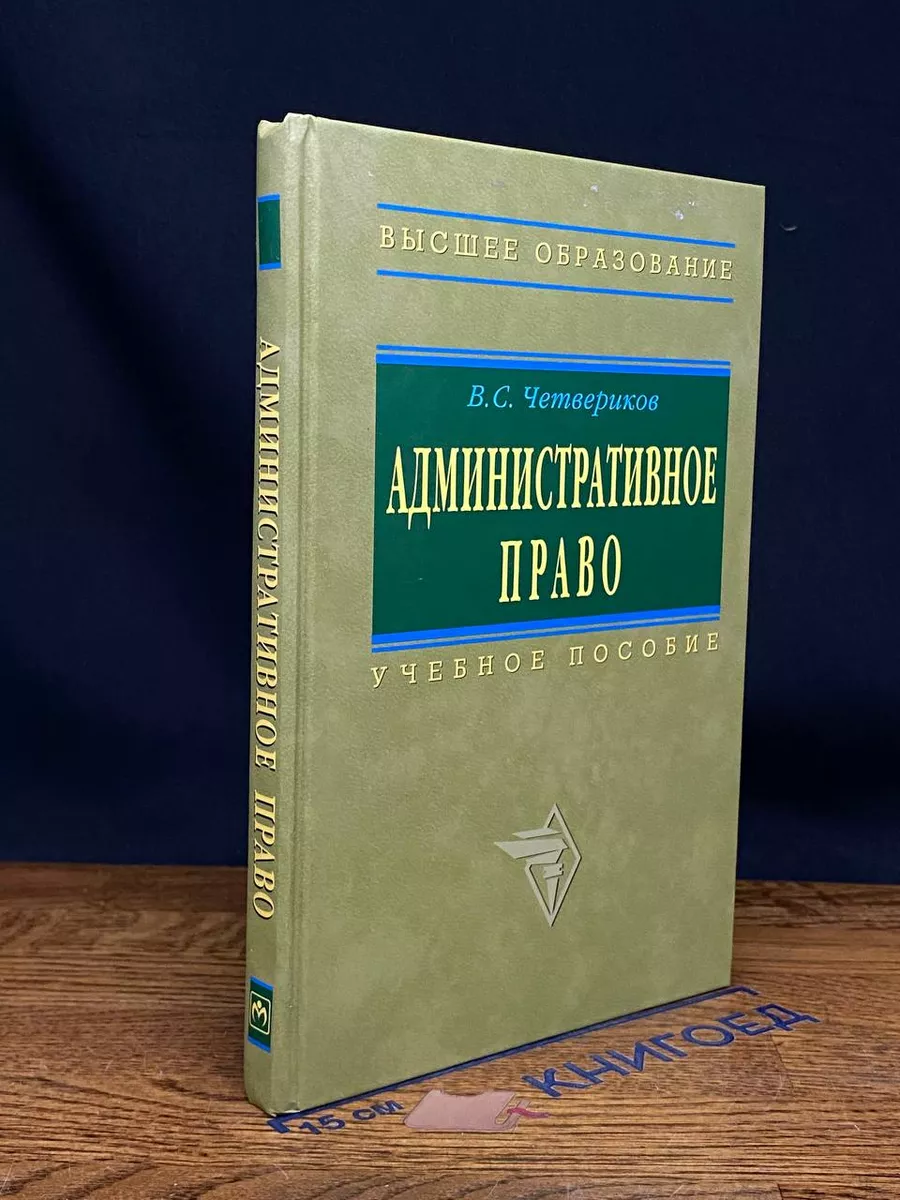 ВЫСШЕЕ ОБРАЗОВАНИЕ
В.С. Четвериков
АДМИНИСТРАТИВНОЕ
ПРАВО
УЧЕБНОЕ ПОСОБИЕ
АДМИНИСТРАТИВНОЕ ПРАВО
15 см
КНИГОЕД